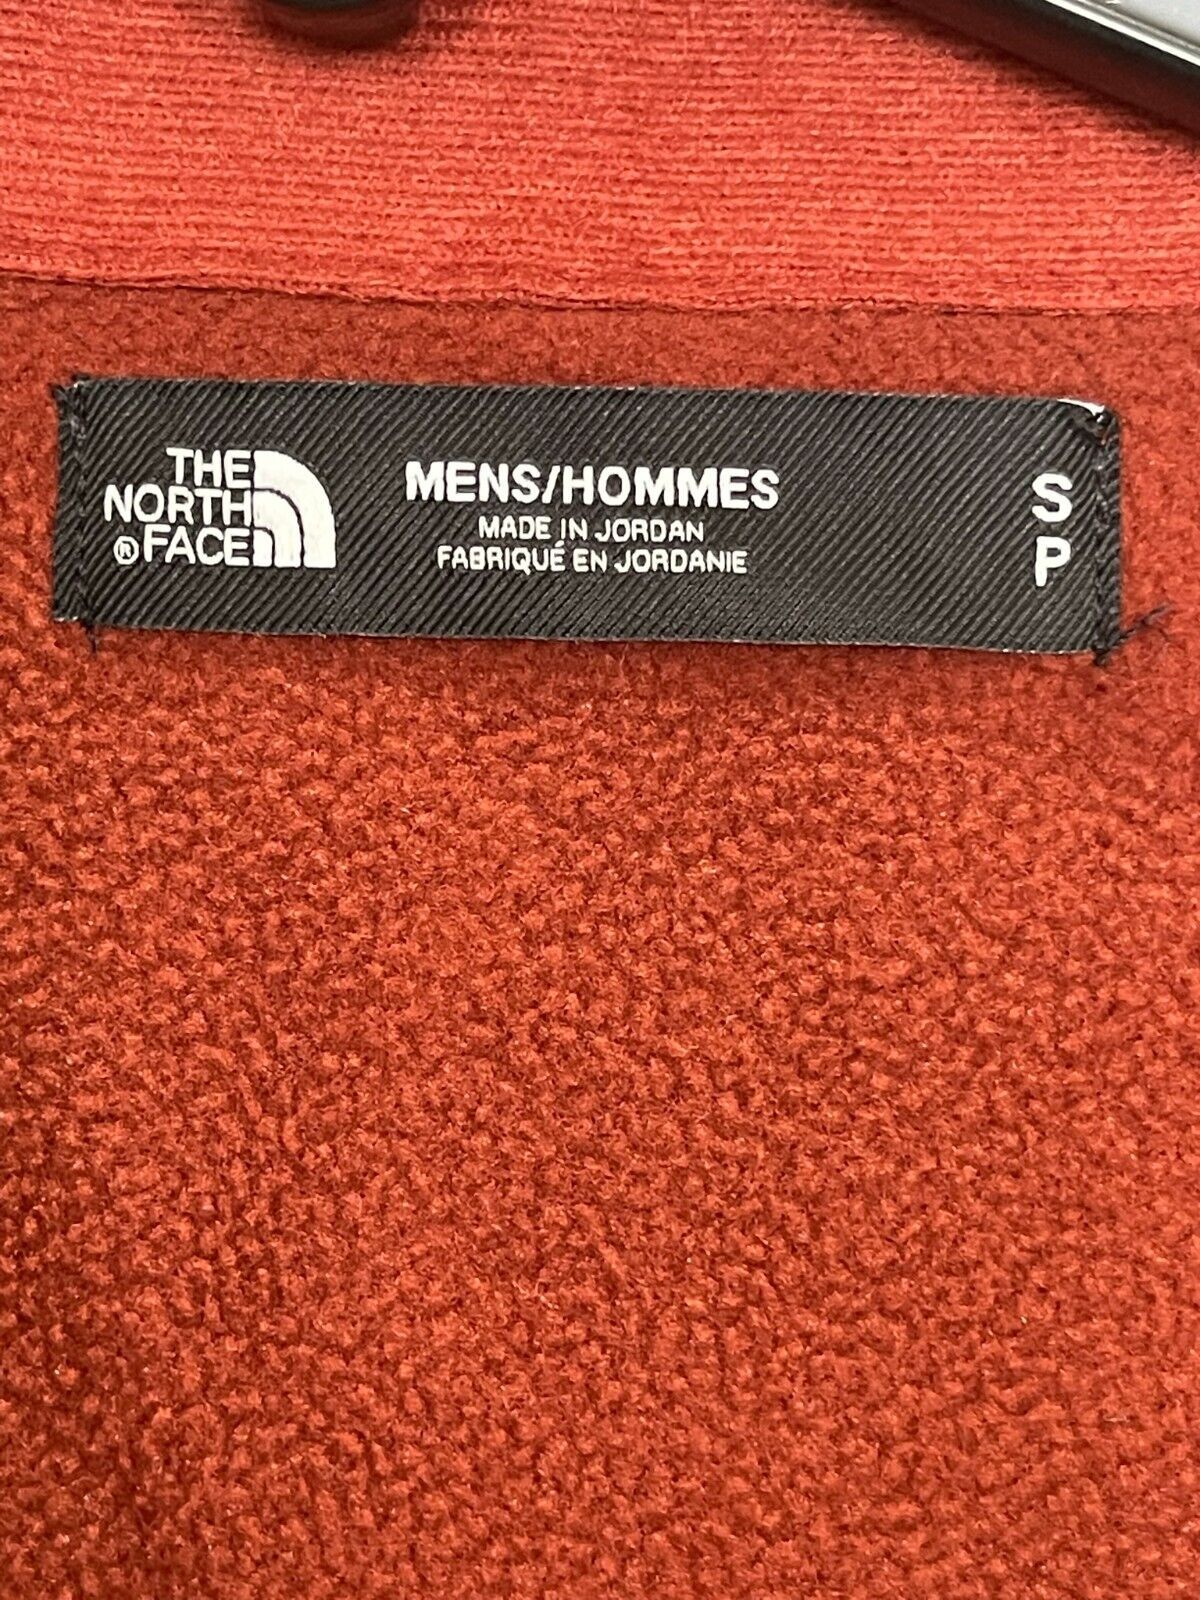 THE
NORTH
® FACE
MENS/HOMMES
MADE IN JORDAN
FABRIQUÉ EN JORDANIE
S
P